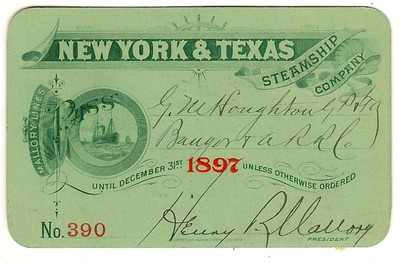 NEW YORK & TEXAS
STEAMSHIP
COMPANY
MALLORY LINES
Pass
G. M. Houghton G P & T A
Bangor & a R R Co
UNTIL DECEMBER 31ST 1897 UNLESS OTHERWISE ORDERED
No. 390
Henry R Mallory
PRESIDENT